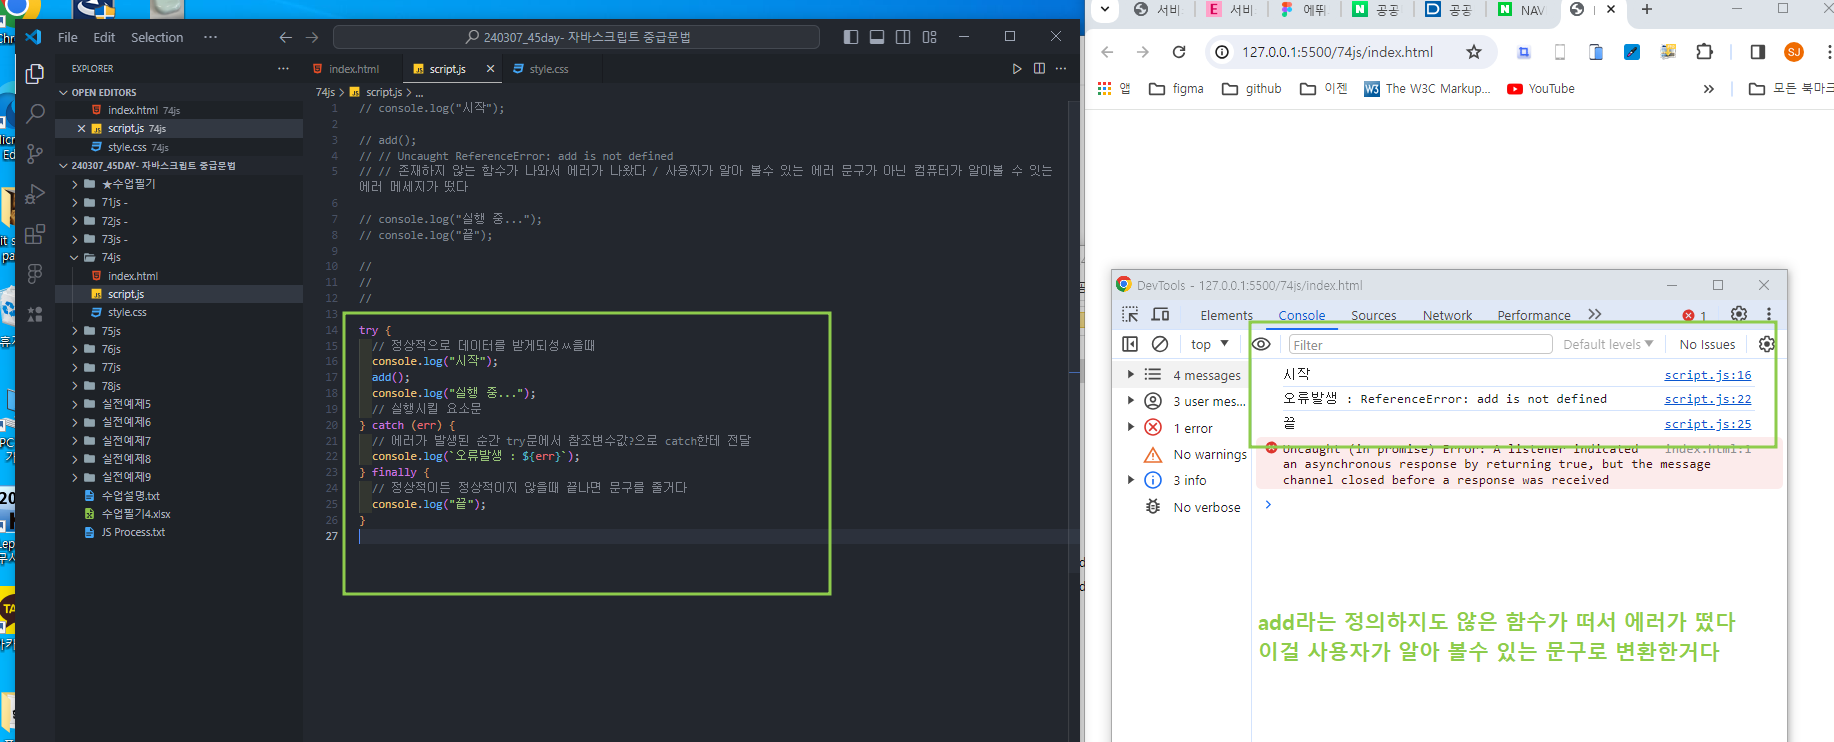 File Edit Selection ···
240307_45day- 자바스크립트 중급문법
EXPLORER ···
OPEN EDITORS
index.html 74js
script.js 74js
style.css 74js
240307_45DAY- 자바스크립트 중급문법
★수업필기
71js -
72js -
73js -
74js
index.html
script.js
style.css
75js
76js
77js
78js
실전예제5
실전예제6
실전예제7
실전예제8
실전예제9
수업설명.txt
수업필기4.xlsx
JS Process.txt
index.html script.js style.css
74js > script.js > ...
1 // console.log("시작");
2
3 // add();
4 // // Uncaught ReferenceError: add is not defined
5 // // 존재하지 않는 함수가 나와서 에러가 나왔다 / 사용자가 알아 볼수 있는 에러 문구가 아닌 컴퓨터가 알아볼 수 잇는
에러 메세지가 떴다
6
7 // console.log("실행 중...");
8 // console.log("끝");
9
10 //
11 //
12 //
13
14 try {
15 // 정상적으로 데이터를 받게되성ㅆ을때
16 console.log("시작");
17 add();
18 console.log("실행 중...");
19 // 실행시킬 요소문
20 } catch (err) {
21 // 에러가 발생된 순간 try문에서 참조변수값?으로 catch한테 전달
22 console.log(`오류발생 : ${err}`);
23 } finally {
24 // 정상적이든 정상적이지 않을때 끝나면 문구를 줄거다
25 console.log("끝");
26 }
27
서비 서비 에뛰 공공 공공 NAV
127.0.0.1:5500/74js/index.html
SJ
앱 figma github 이젠 The W3C Markup... YouTube » 모든 북마크
DevTools - 127.0.0.1:5500/74js/index.html
Elements Console Sources Network Performance 1
top Filter Default levels No Issues
4 messages
3 user mes...
1 error
No warnings
3 info
No verbose
시작 script.js:16
오류발생 : ReferenceError: add is not defined script.js:22
끝 script.js:25
Uncaught (in promise) Error: A listener indicated index.html:1
an asynchronous response by returning true, but the message
channel closed before a response was received
add라는 정의하지도 않은 함수가 떠서 에러가 떴다
이걸 사용자가 알아 볼수 있는 문구로 변환한거다